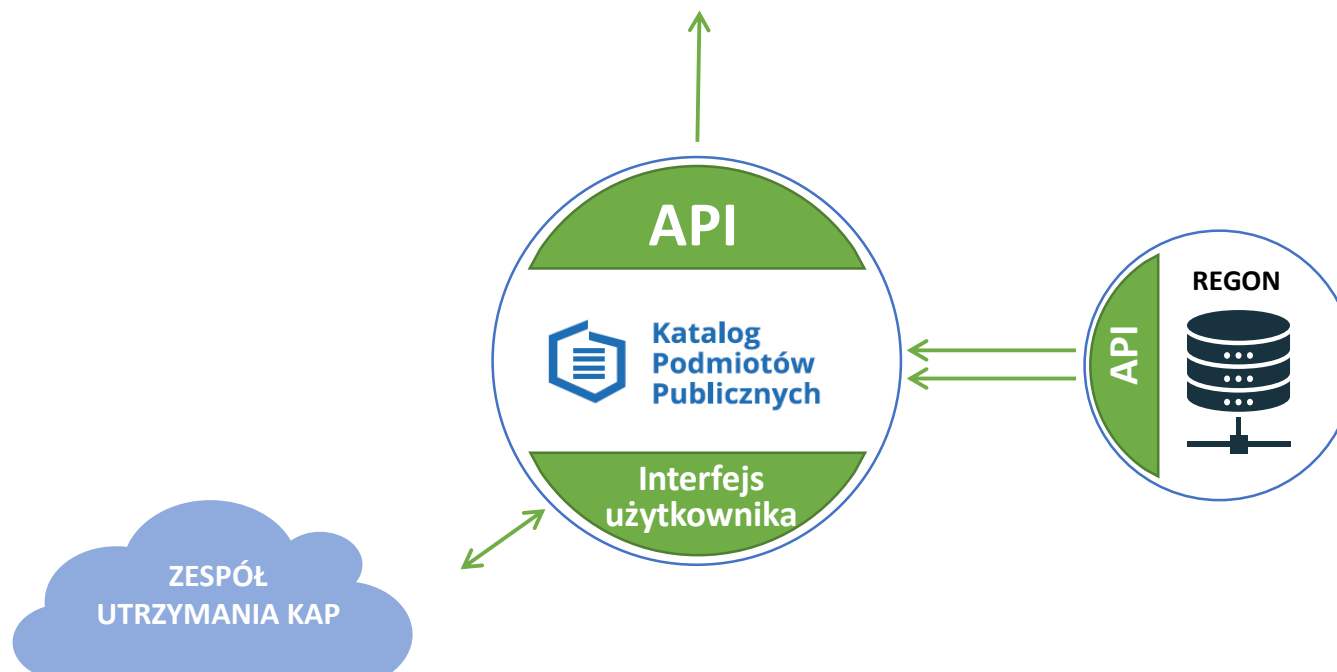 API
Katalog
Podmiotów
Publicznych
Interfejs
użytkownika
REGON
API
ZESPÓŁ
UTRZYMANIA KAP